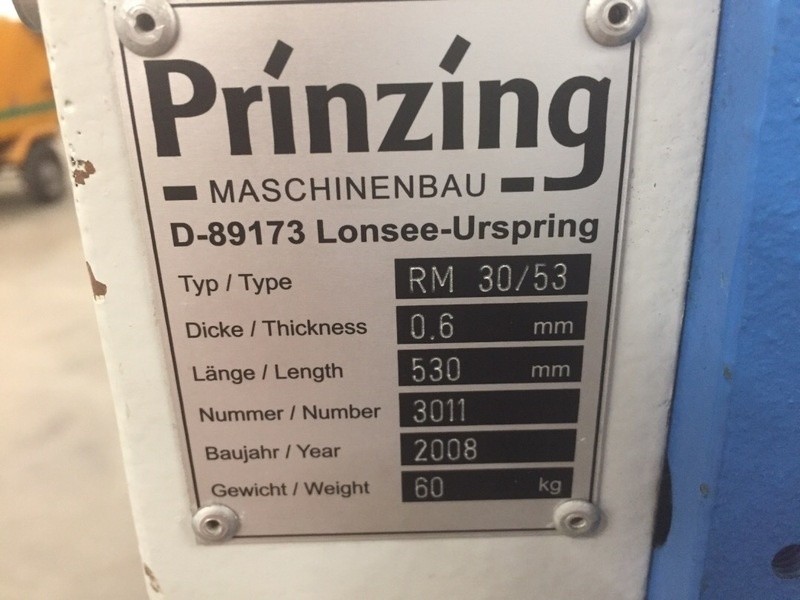 Prinzing
MASCHINENBAU
D-89173 Lonsee-Urspring
Typ / Type RM 30/53
Dicke / Thickness 0.6 mm
Länge / Length 530 mm
Nummer / Number 3011
Baujahr / Year 2008
Gewicht / Weight 60 kg